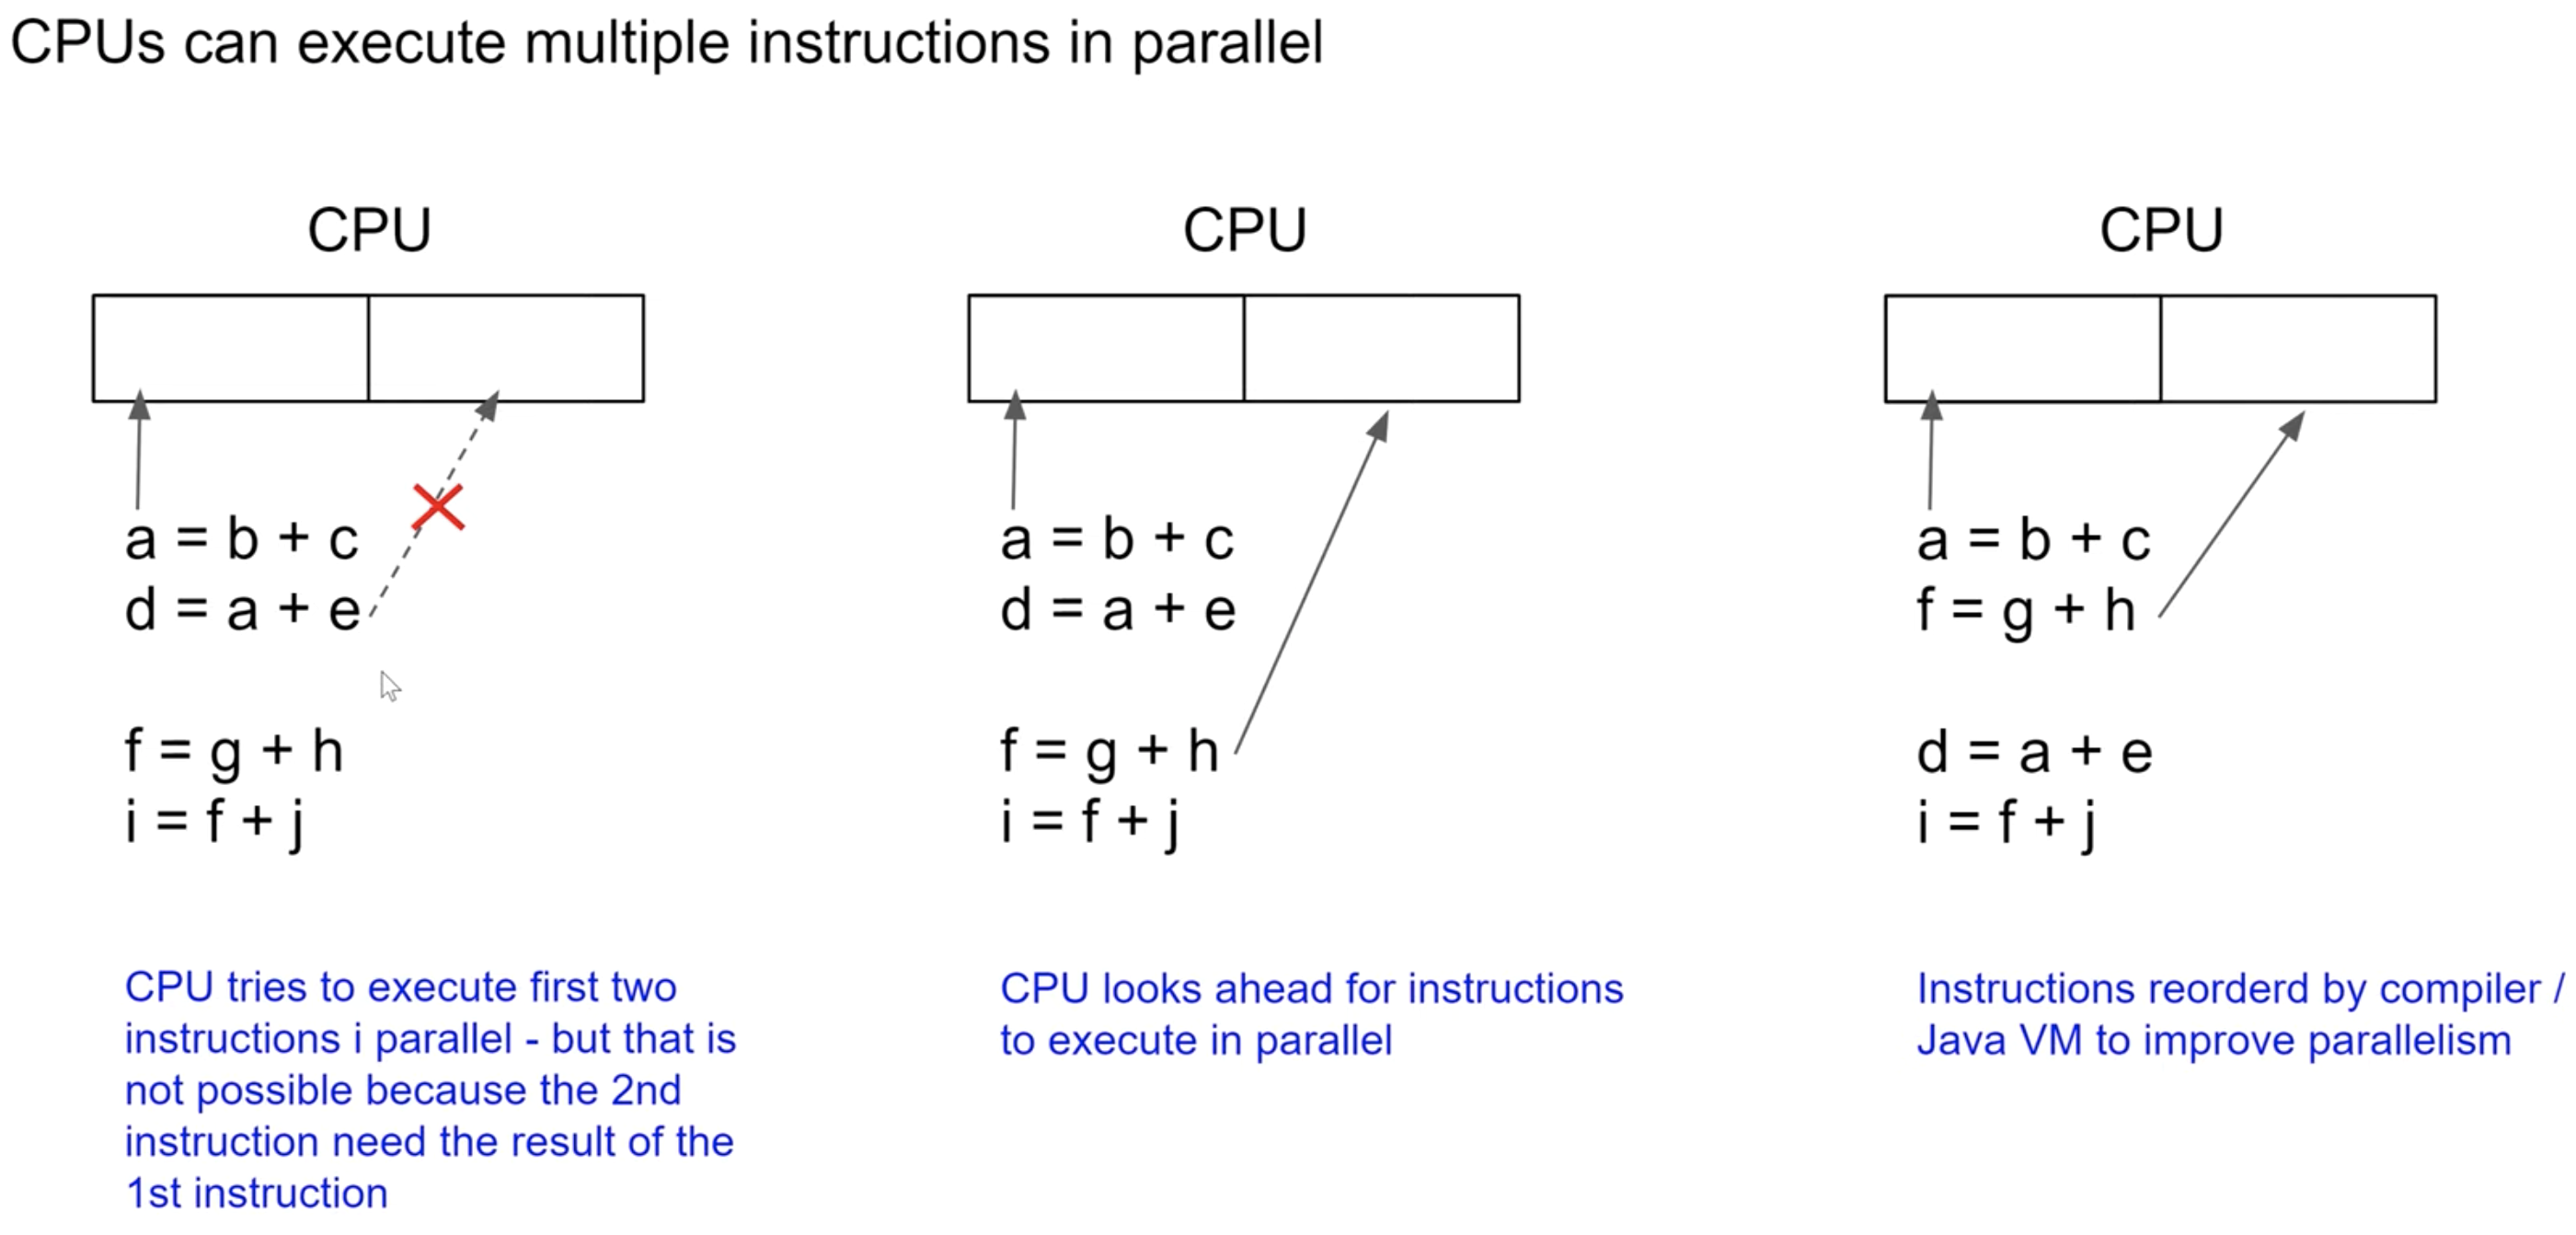 CPUs can execute multiple instructions in parallel
CPU
a = b + c
d = a + e
f = g + h
i = f + j
CPU tries to execute first two
instructions i parallel - but that is
not possible because the 2nd
instruction need the result of the
1st instruction
CPU
a = b + c
d = a + e
f = g + h
i = f + j
CPU looks ahead for instructions
to execute in parallel
CPU
a = b + c
f = g + h
d = a + e
i = f + j
Instructions reorderd by compiler /
Java VM to improve parallelism